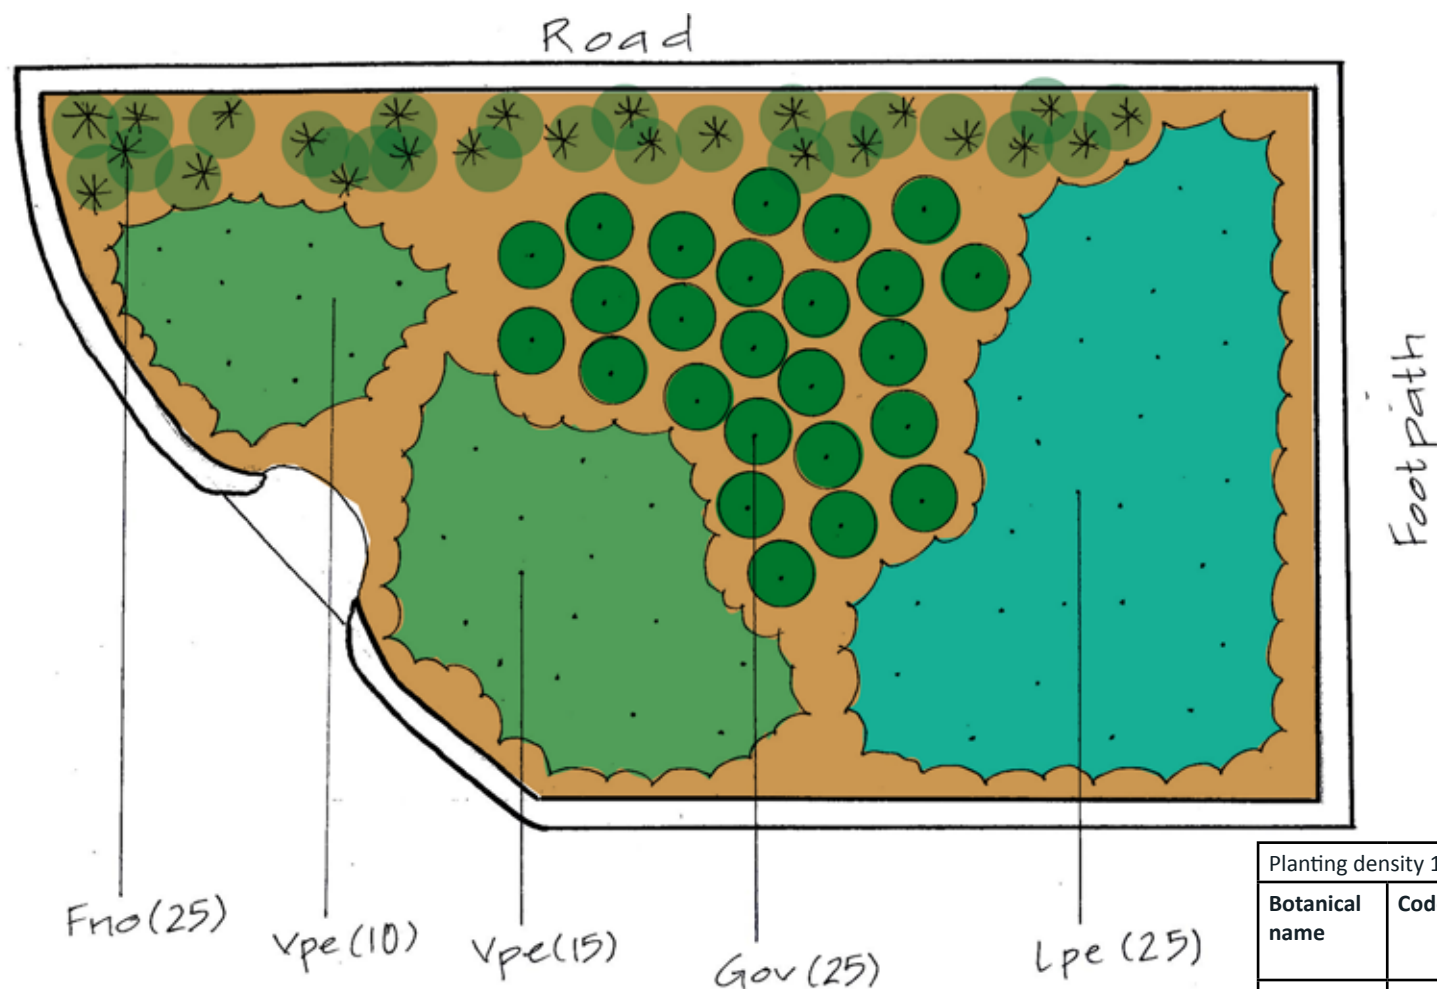 Road
Footpath
Fno (25)
Vpe (10)
Vpe (15)
Gov (25)
Lpe (25)
Planting density 1
Botanical name
Cod